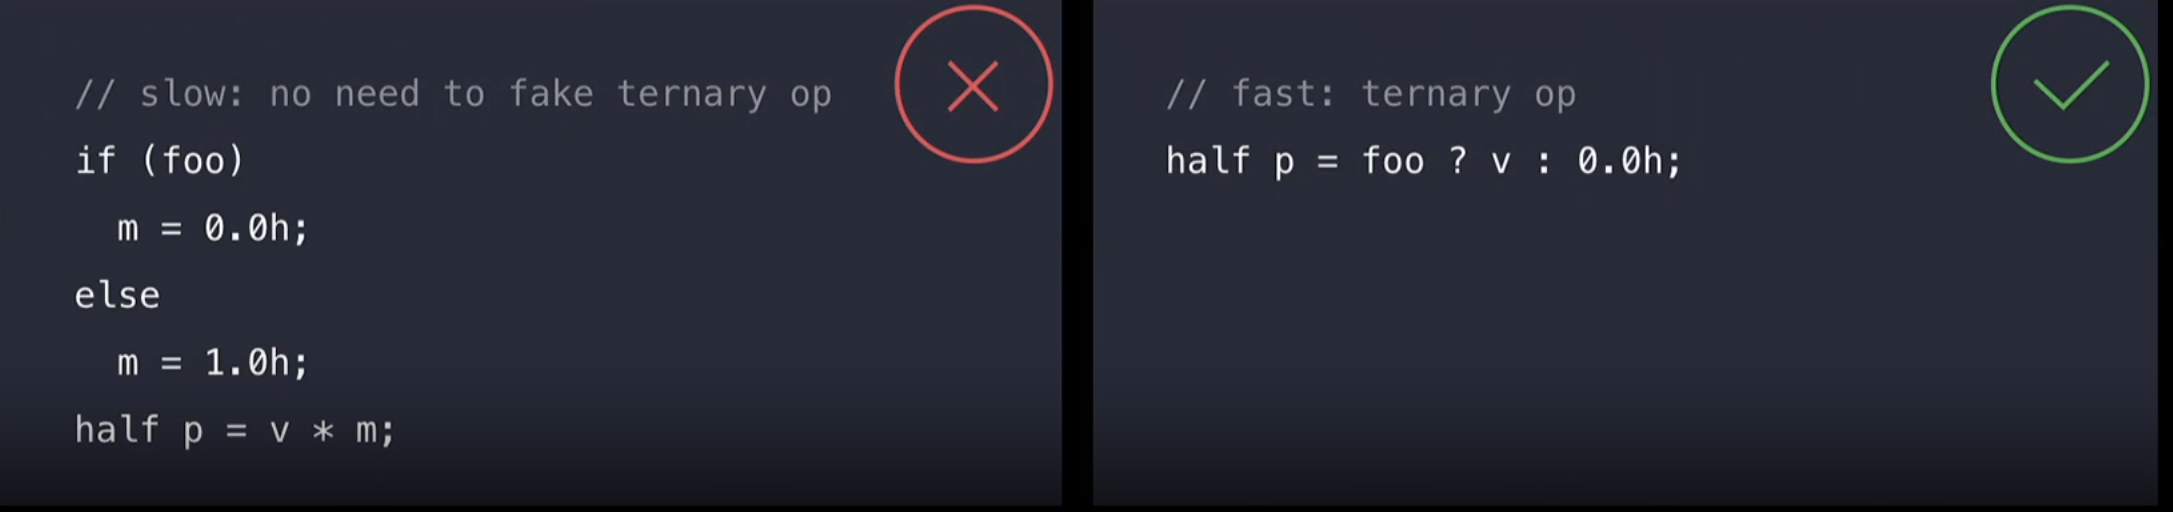 // slow: no need to fake ternary op
if (foo)
  m = 0.0h;
else
  m = 1.0h;
half p = v * m;
// fast: ternary op
half p = foo ? v : 0.0h;